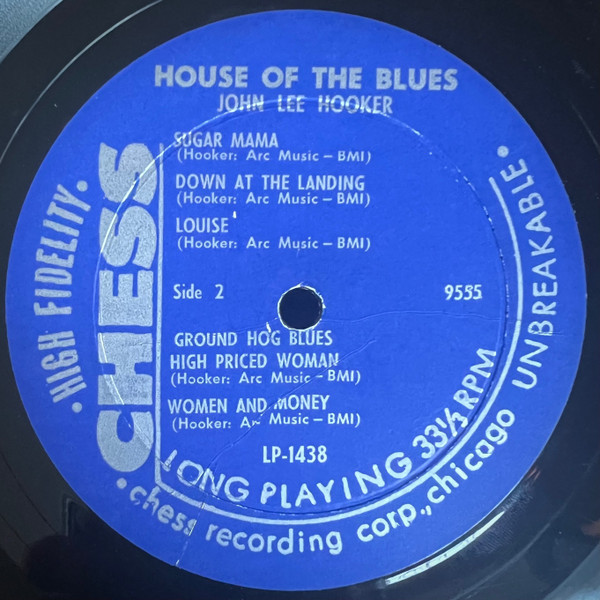 HOUSE OF THE BLUES
JOHN LEE HOOKER
SUGAR MAMA
(Hooker: Arc Music – BMI)
DOWN AT THE LANDING
(Hooker: Arc Music – BMI)
LOUISE
(Hooker: Arc Music – BMI)
Side 2 9555
GROUND HOG BLUES
HIGH PRICED WOMAN
(Hooker: Arc Music – BMI)
WOMEN AND MONEY
(Hooker: Arc Music – BMI)
LP-1438
• HIGH FIDELITY •
CHESS
LONG PLAYING 33⅓ RPM
• chess recording corp., chicago
UNBREAKABLE •